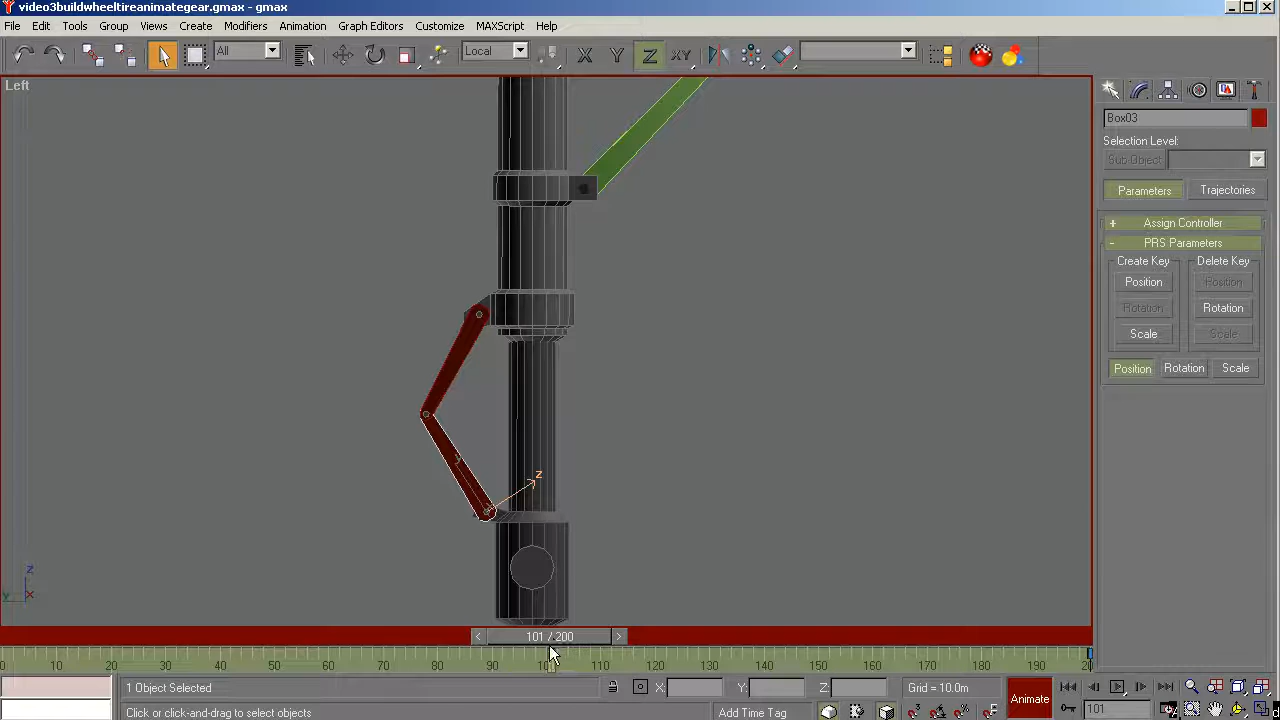 video3buildwheeltireanimategear.gmax - gmax
File Edit Tools Group Views Create Modifiers Animation Graph Editors Customize MAXScript Help
All Local X Y Z XY
Left
Box03
Selection Level:
Sub Object
Parameters Trajectories
+ Assign Controller
- PRS Parameters
Create Key Delete Key
Position Position
Rotation Rotation
Scale Scale
Position Rotation Scale
z
y
z
y x
< 101 / 200 >
0 10 20 30 40 50 60 70 80 90 100 110 120 130 140 150 160 170 180 190 20
1 Object Selected X: Y: Z: Grid = 10.0m Animate
Click or click-and-drag to select objects Add Time Tag 101